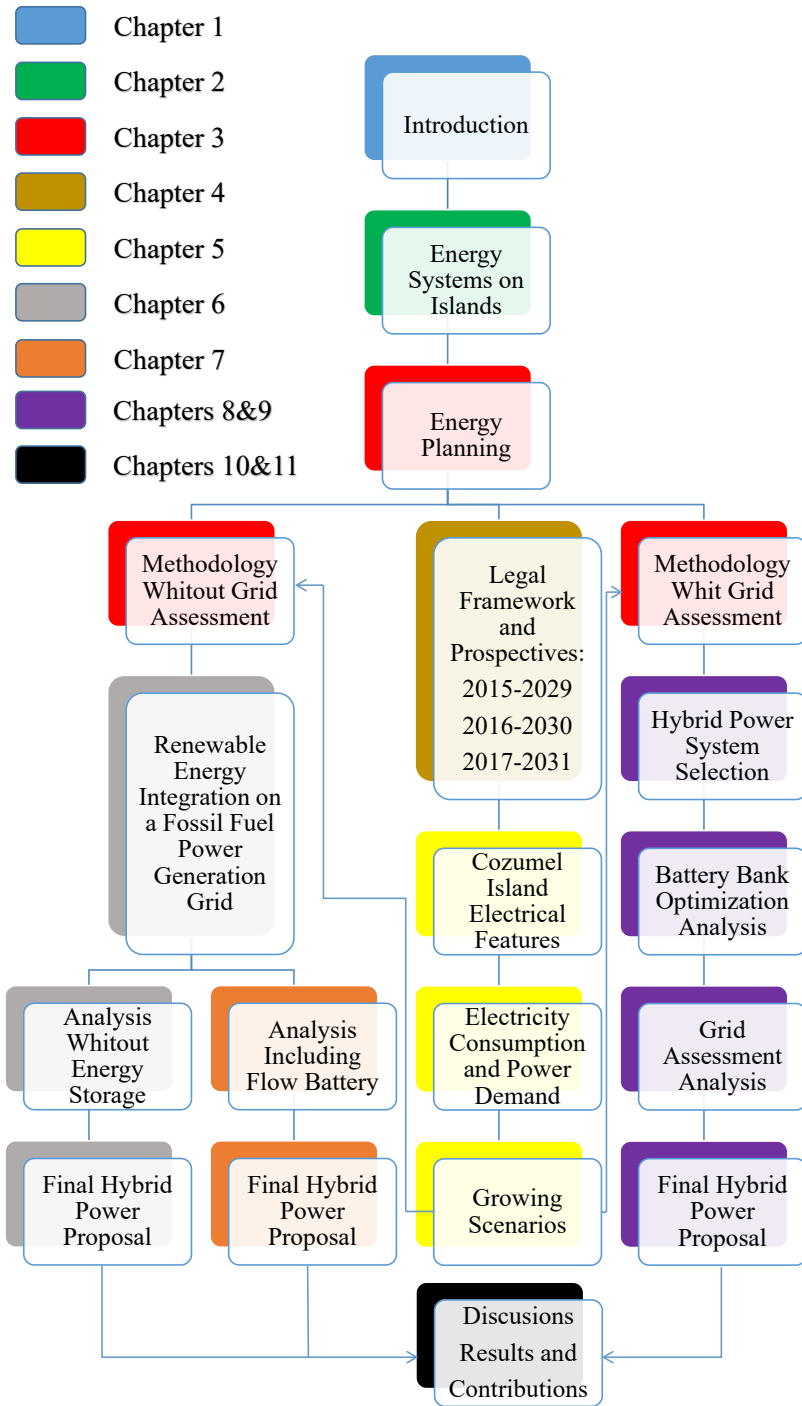 Chapter 1
Chapter 2
Chapter 3
Chapter 4
Chapter 5
Chapter 6
Chapter 7
Chapters 8&9
Chapters 10&11
Introduction
Energy
Systems on
Islands
Energy
Planning
Methodology
Whitout Grid
Assessment
Legal
Framework
and
Prospectives:
2015-2029
2016-2030
2017-2031
Methodology
Whit Grid
Assessment
Renewable
Energy
Integration on
a Fossil Fuel
Power
Generation
Grid
Hybrid Power
System
Selection
Cozumel
Island
Electrical
Features
Battery Bank
Optimization
Analysis
Analysis
Whitout
Energy
Storage
Analysis
Including
Flow Battery
Electricity
Consumption
and Power
Demand
Grid
Assessment
Analysis
Final Hybrid
Power
Proposal
Final Hybrid
Power
Proposal
Growing
Scenarios
Final Hybrid
Power
Proposal
Discusions
Results and
Contributions